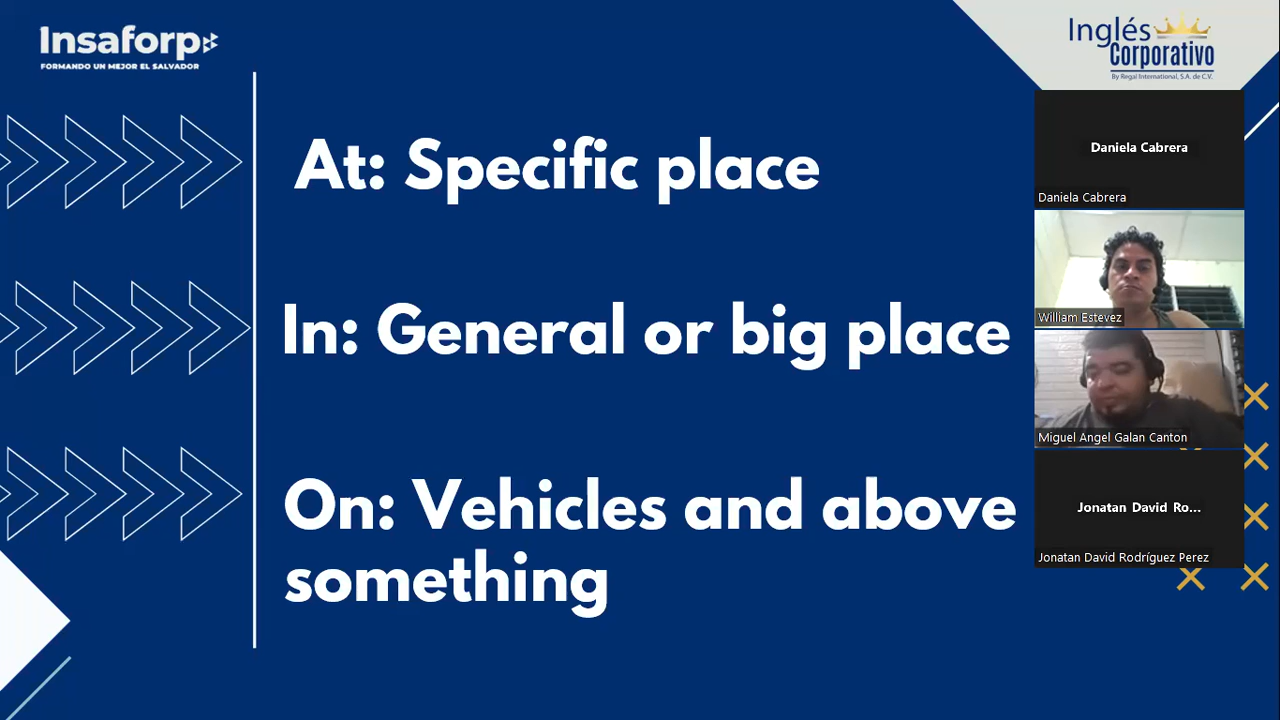 Insaforp
FORMANDO UN MEJOR EL SALVADOR
Inglés
Corporativo
By Regal International, S.A. de C.V.
At: Specific place
In: General or big place
On: Vehicles and above
something
Daniela Cabrera
Daniela Cabrera
William Estevez
Miguel Angel Galan Canton
Jonatan David Ro...
Jonatan David Rodríguez Perez